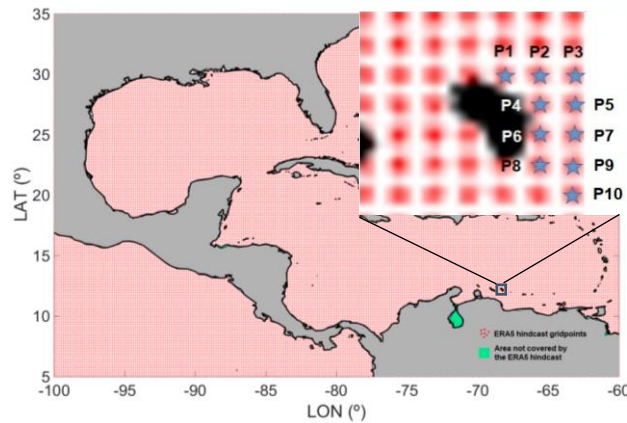 35
30
25
20
15
10
5
LAT (º)
-100
-95
-90
-85
-80
-75
-70
-65
-60
LON (º)
P1 P2 P3
P4 P5
P6 P7
P8 P9
P10
ERA5 hindcast gridpoints
Area not covered by
the ERA5 hindcast